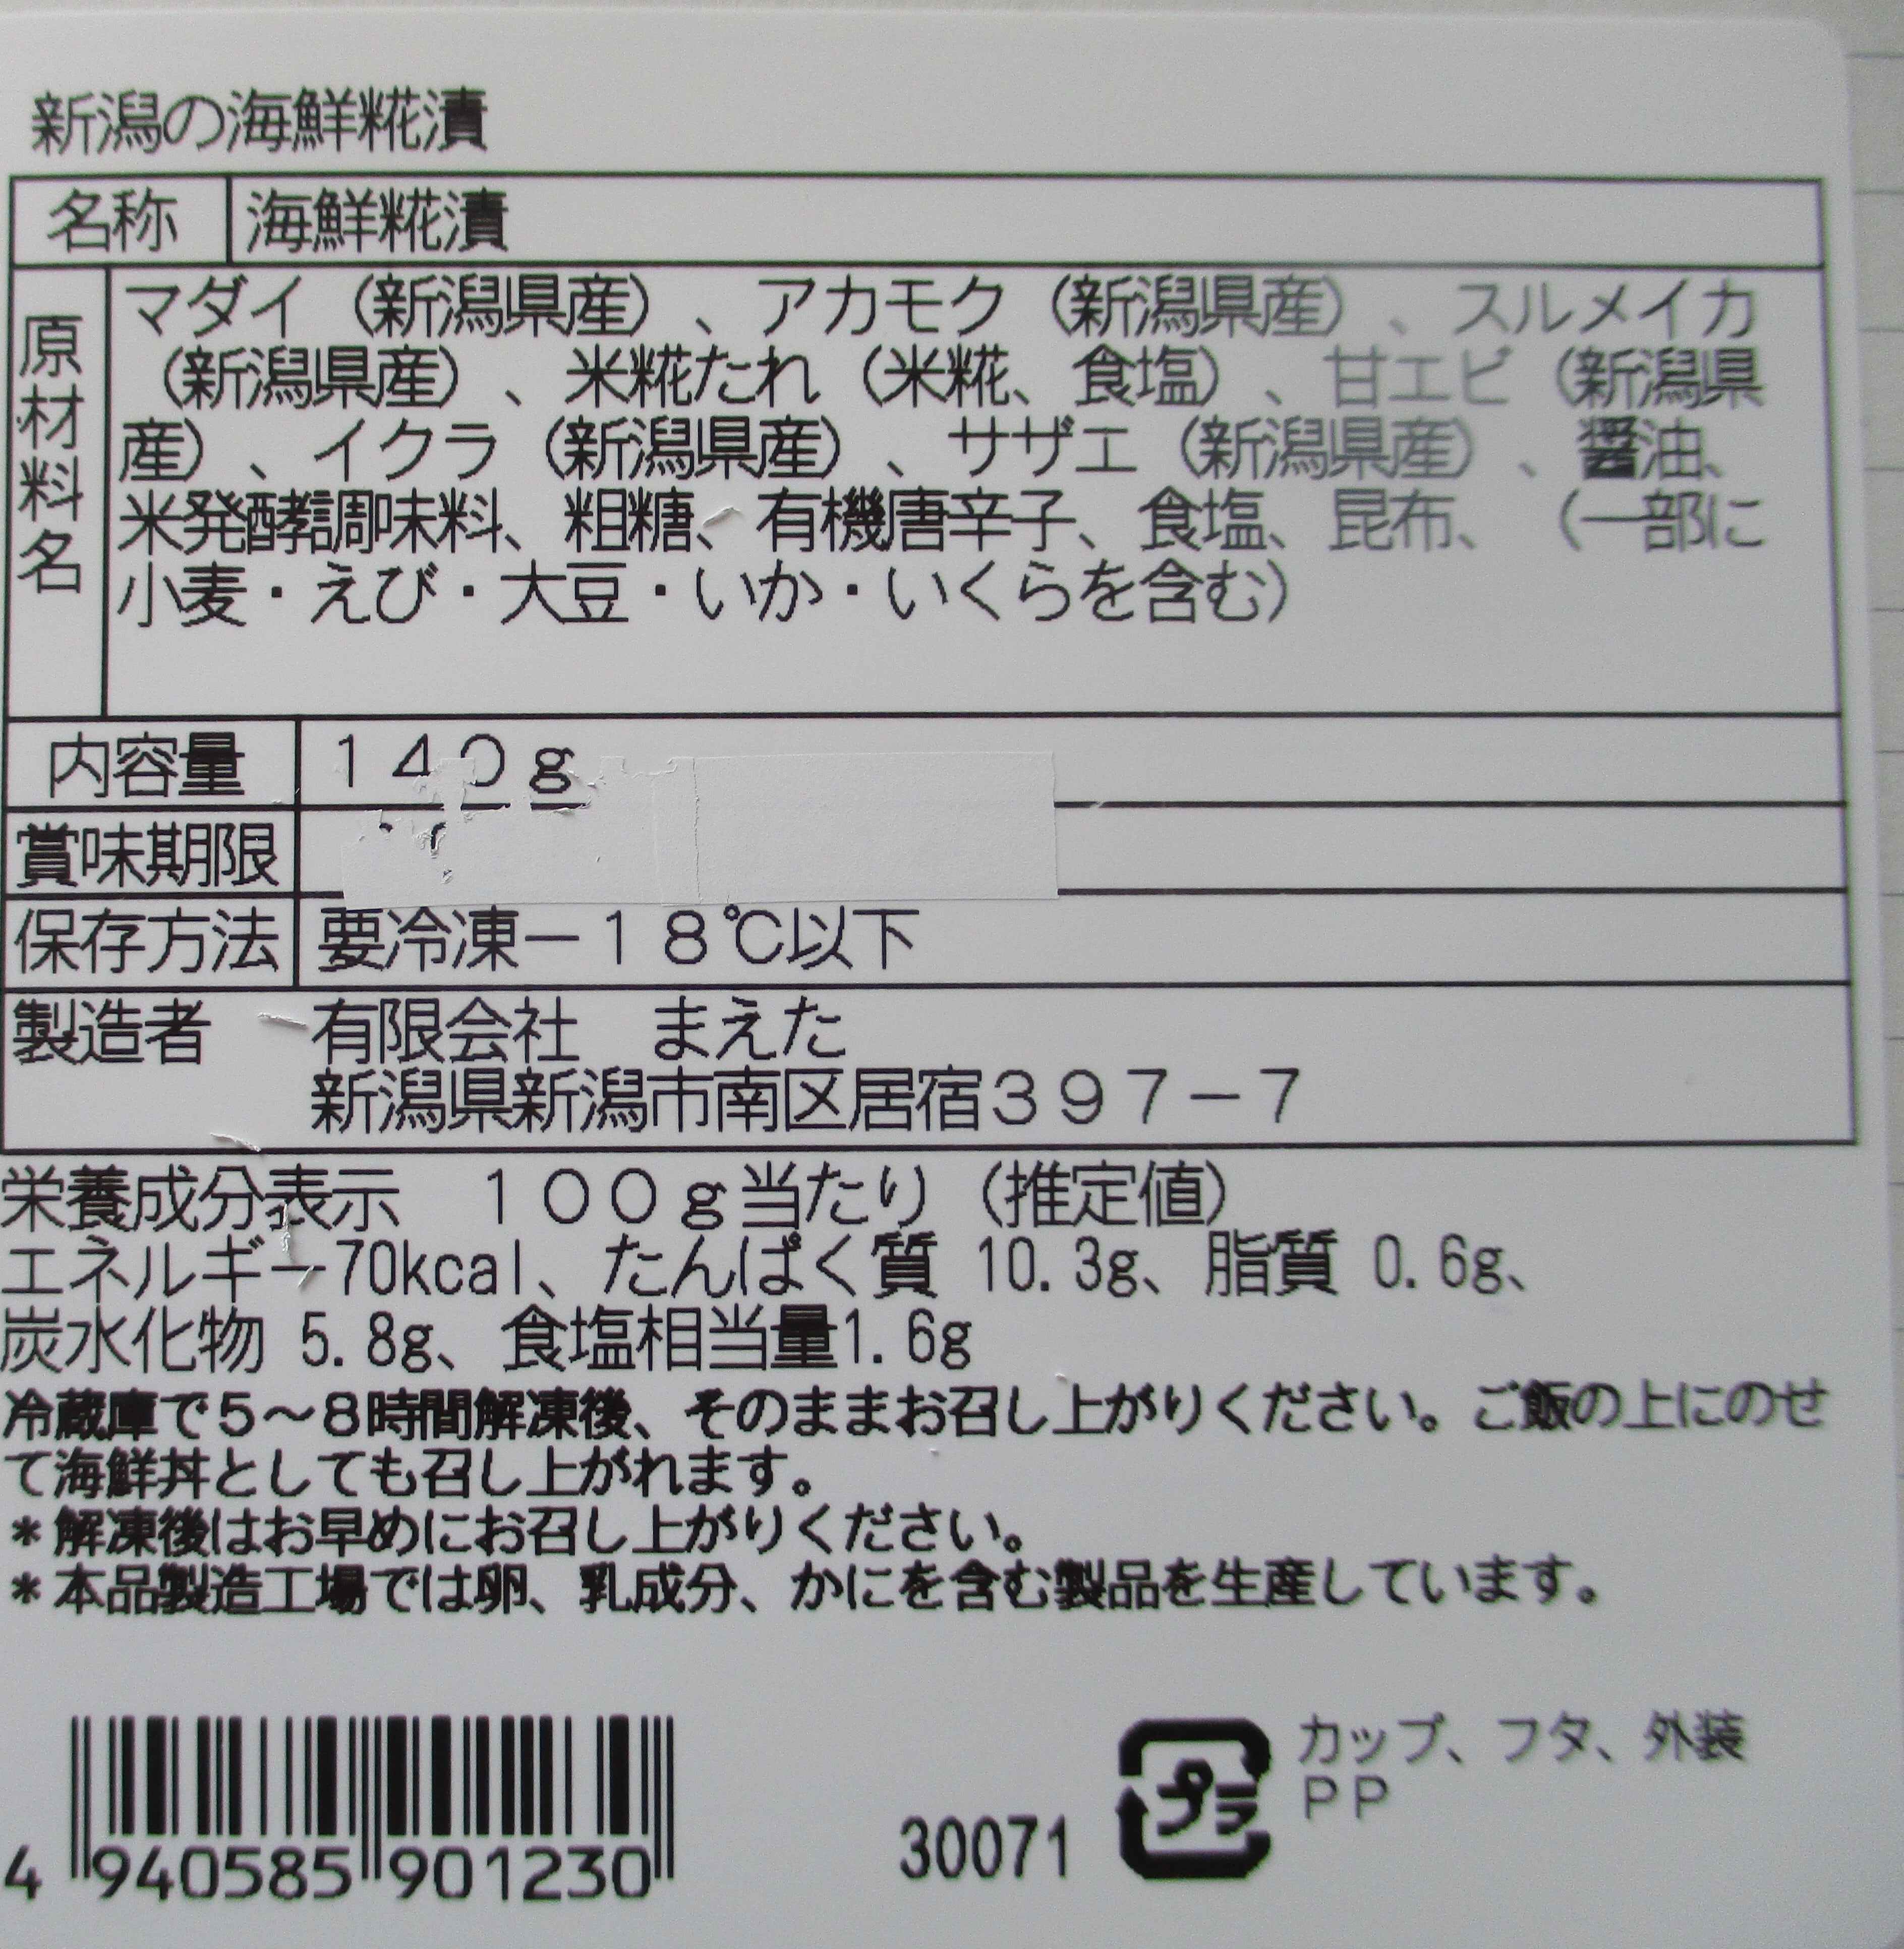 新潟の海鮮糀漬
名称 海鮮糀漬
原材料名
マダイ（新潟県産）、アカモク（新潟県産）、スルメイカ
（新潟県産）、米糀たれ（米糀、食塩）、甘エビ（新潟県
産）、イクラ（新潟県産）、サザエ（新潟県産）、醤油、
米発酵調味料、粗糖、有機唐辛子、食塩、昆布、（一部に
小麦・えび・大豆・いか・いくらを含む）
内容量 １４０ｇ
賞味期限
保存方法 要冷凍－１８℃以下
製造者 有限会社　まえた
新潟県新潟市南区居宿３９７－７
栄養成分表示　１００ｇ当たり（推定値）
エネルギー70kcal、たんぱく質 10.3g、脂質 0.6g、
炭水化物 5.8g、食塩相当量1.6g
冷蔵庫で５～８時間解凍後、そのままお召し上がりください。ご飯の上にのせ
て海鮮丼としても召し上がれます。
＊解凍後はお早めにお召し上がりください。
＊本品製造工場では卵、乳成分、かにを含む製品を生産しています。
プラ
カップ、フタ、外装
ＰＰ
30071
4 940585 901230